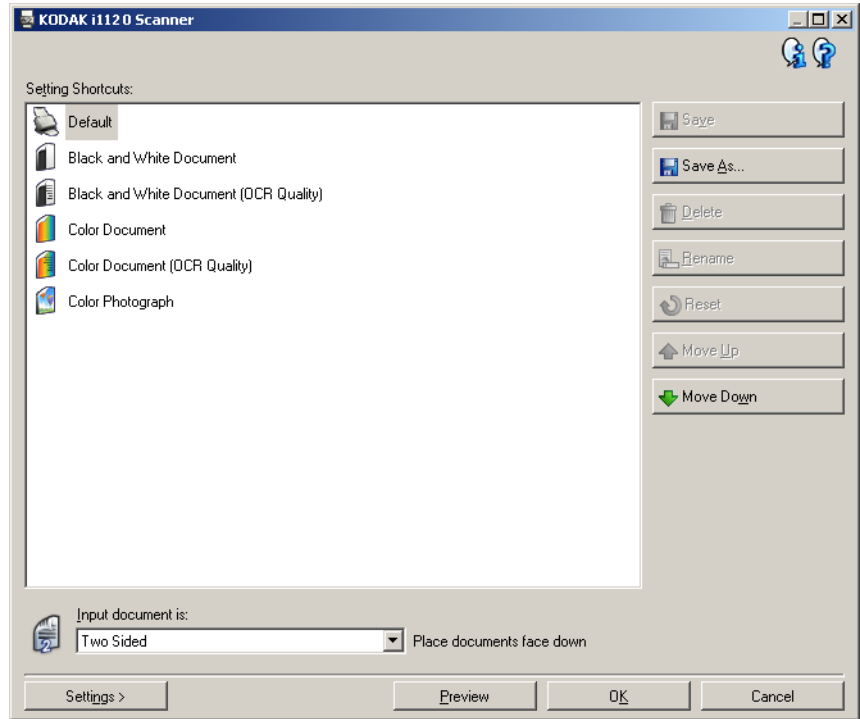 KODAK i1120 Scanner
Setting Shortcuts:
Default
Black and White Document
Black and White Document (OCR Quality)
Color Document
Color Document (OCR Quality)
Color Photograph
Save
Save As...
Delete
Rename
Reset
Move Up
Move Down
Input document is:
2
Two Sided
Place documents face down
Settings >
Preview
OK
Cancel